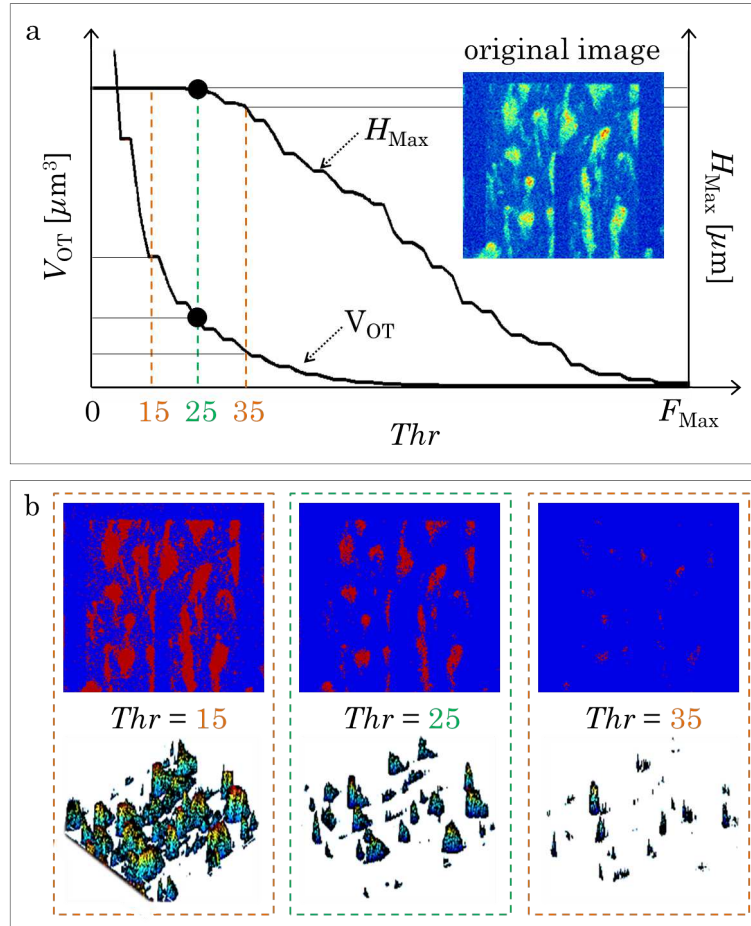 a
original image
H_Max
V_OT [μm³]
H_Max [μm]
V_OT
0 15 25 35 F_Max
Thr
b
Thr = 15 Thr = 25 Thr = 35